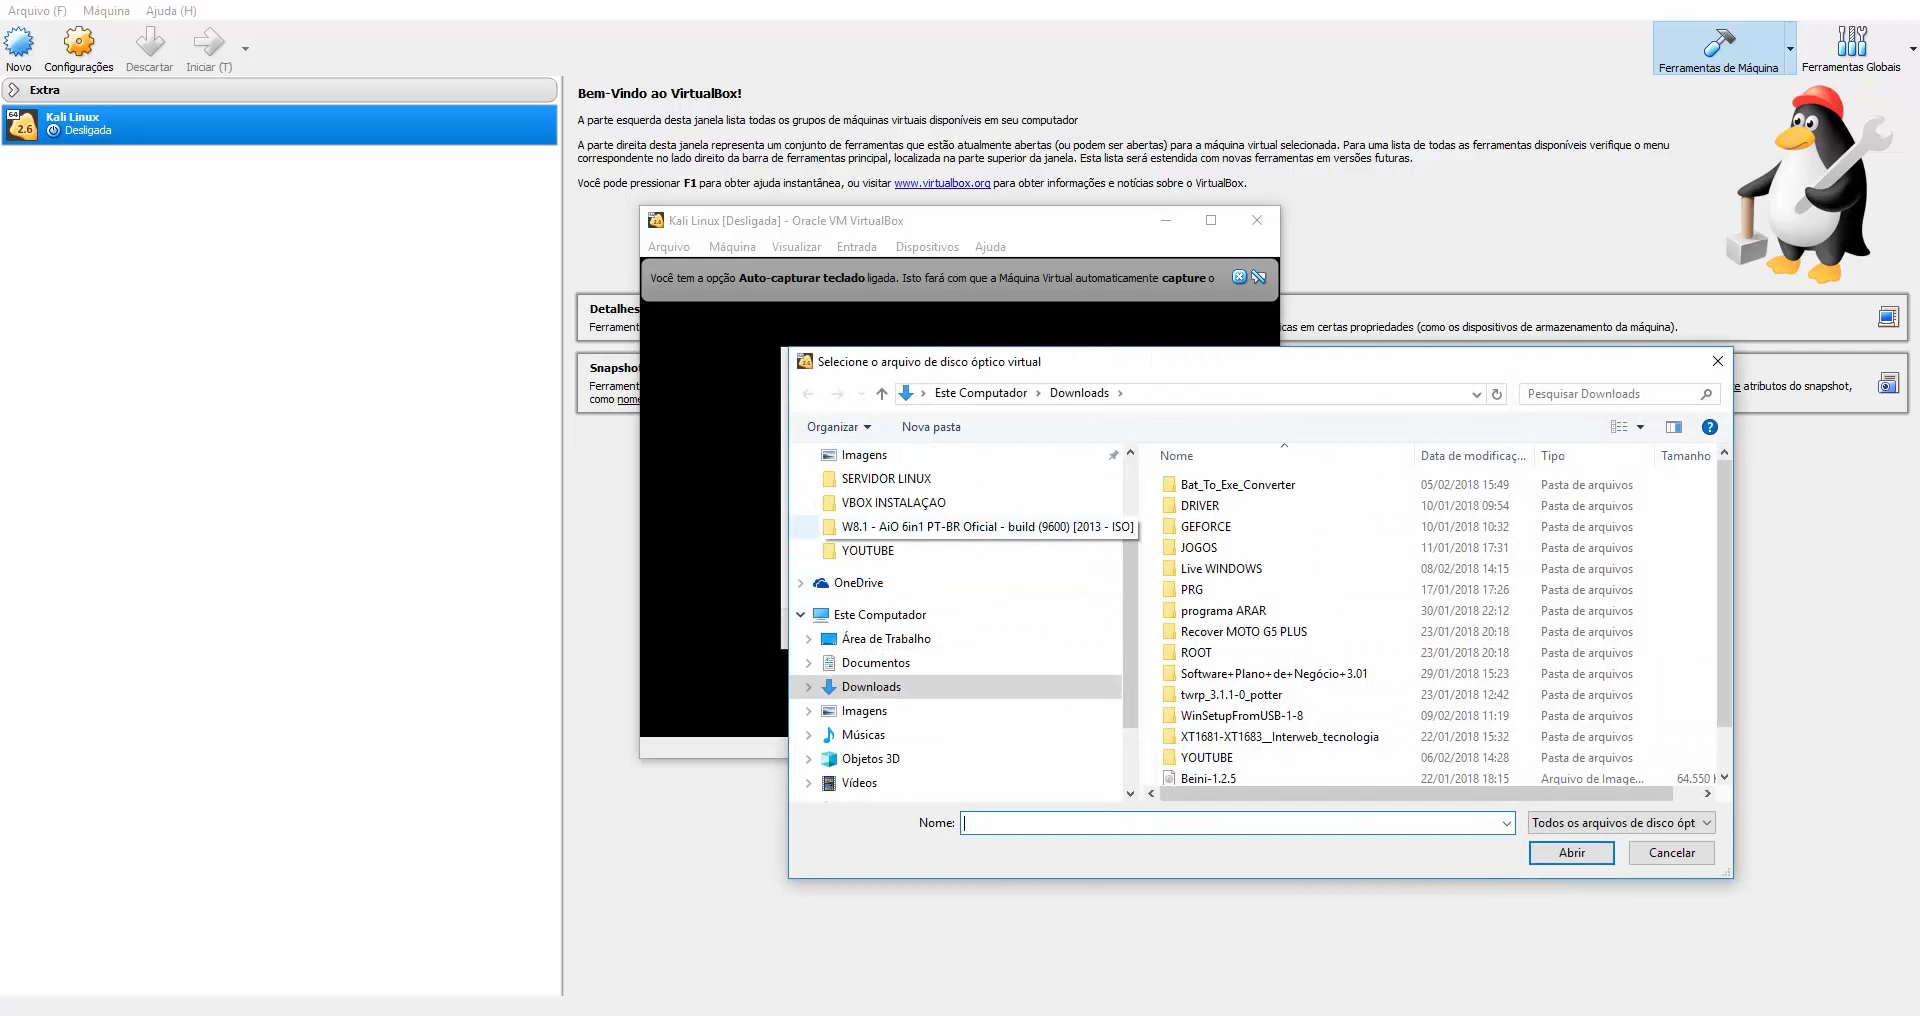 Arquivo (F) Máquina Ajuda (H)
Novo Configurações Descartar Iniciar (T) Ferramentas de Máquina Ferramentas Globais
Extra
64
2.6
Kali Linux
Desligada
Bem-Vindo ao VirtualBox!
A parte esquerda desta janela lista todas os grupos de máquinas virtuais disponíveis em seu computador
A parte direita desta janela representa um conjunto de ferramentas que estão atualmente abertas (ou podem ser abertas) para a máquina virtual selecionada. Para uma lista de todas as ferramentas disponíveis verifique o menu
correspondente no lado direito da barra de ferramentas principal, localizada na parte superior da janela. Esta lista será estendida com novas ferramentas em versões futuras.
Você pode pressionar F1 para obter ajuda instantânea, ou visitar www.virtualbox.org para obter informações e notícias sobre o VirtualBox.
Kali Linux [Desligada] - Oracle VM VirtualBox
Arquivo Máquina Visualizar Entrada Dispositivos Ajuda
Você tem a opção Auto-capturar teclado ligada. Isto fará com que a Máquina Virtual automaticamente capture o
Detalhes
Ferrament
icas em certas propriedades (como os dispositivos de armazenamento da máquina).
Snapsho
Ferrament
como nome
te atributos do snapshot,
Selecione o arquivo de disco óptico virtual
Este Computador Downloads Pesquisar Downloads
Organizar Nova pasta
Imagens
SERVIDOR LINUX
VBOX INSTALAÇAO
W8.1 - AiO 6in1 PT-BR Oficial - build (9600) [2013 - ISO]
YOUTUBE
OneDrive
Este Computador
Área de Trabalho
Documentos
Downloads
Imagens
Músicas
Objetos 3D
Vídeos
Nome Data de modificaç... Tipo Tamanho
Bat_To_Exe_Converter 05/02/2018 15:49 Pasta de arquivos
DRIVER 10/01/2018 09:54 Pasta de arquivos
GEFORCE 10/01/2018 10:32 Pasta de arquivos
JOGOS 11/01/2018 17:31 Pasta de arquivos
Live WINDOWS 08/02/2018 14:15 Pasta de arquivos
PRG 17/01/2018 17:26 Pasta de arquivos
programa ARAR 30/01/2018 22:12 Pasta de arquivos
Recover MOTO G5 PLUS 23/01/2018 20:18 Pasta de arquivos
ROOT 23/01/2018 20:18 Pasta de arquivos
Software+Plano+de+Negócio+3.01 29/01/2018 15:23 Pasta de arquivos
twrp_3.1.1-0_potter 23/01/2018 12:42 Pasta de arquivos
WinSetupFromUSB-1-8 09/02/2018 11:19 Pasta de arquivos
XT1681-XT1683__Interweb_tecnologia 22/01/2018 15:32 Pasta de arquivos
YOUTUBE 06/02/2018 14:28 Pasta de arquivos
Beini-1.2.5 22/01/2018 18:15 Arquivo de Image... 64.550
Nome: Todos os arquivos de disco ópt
Abrir Cancelar